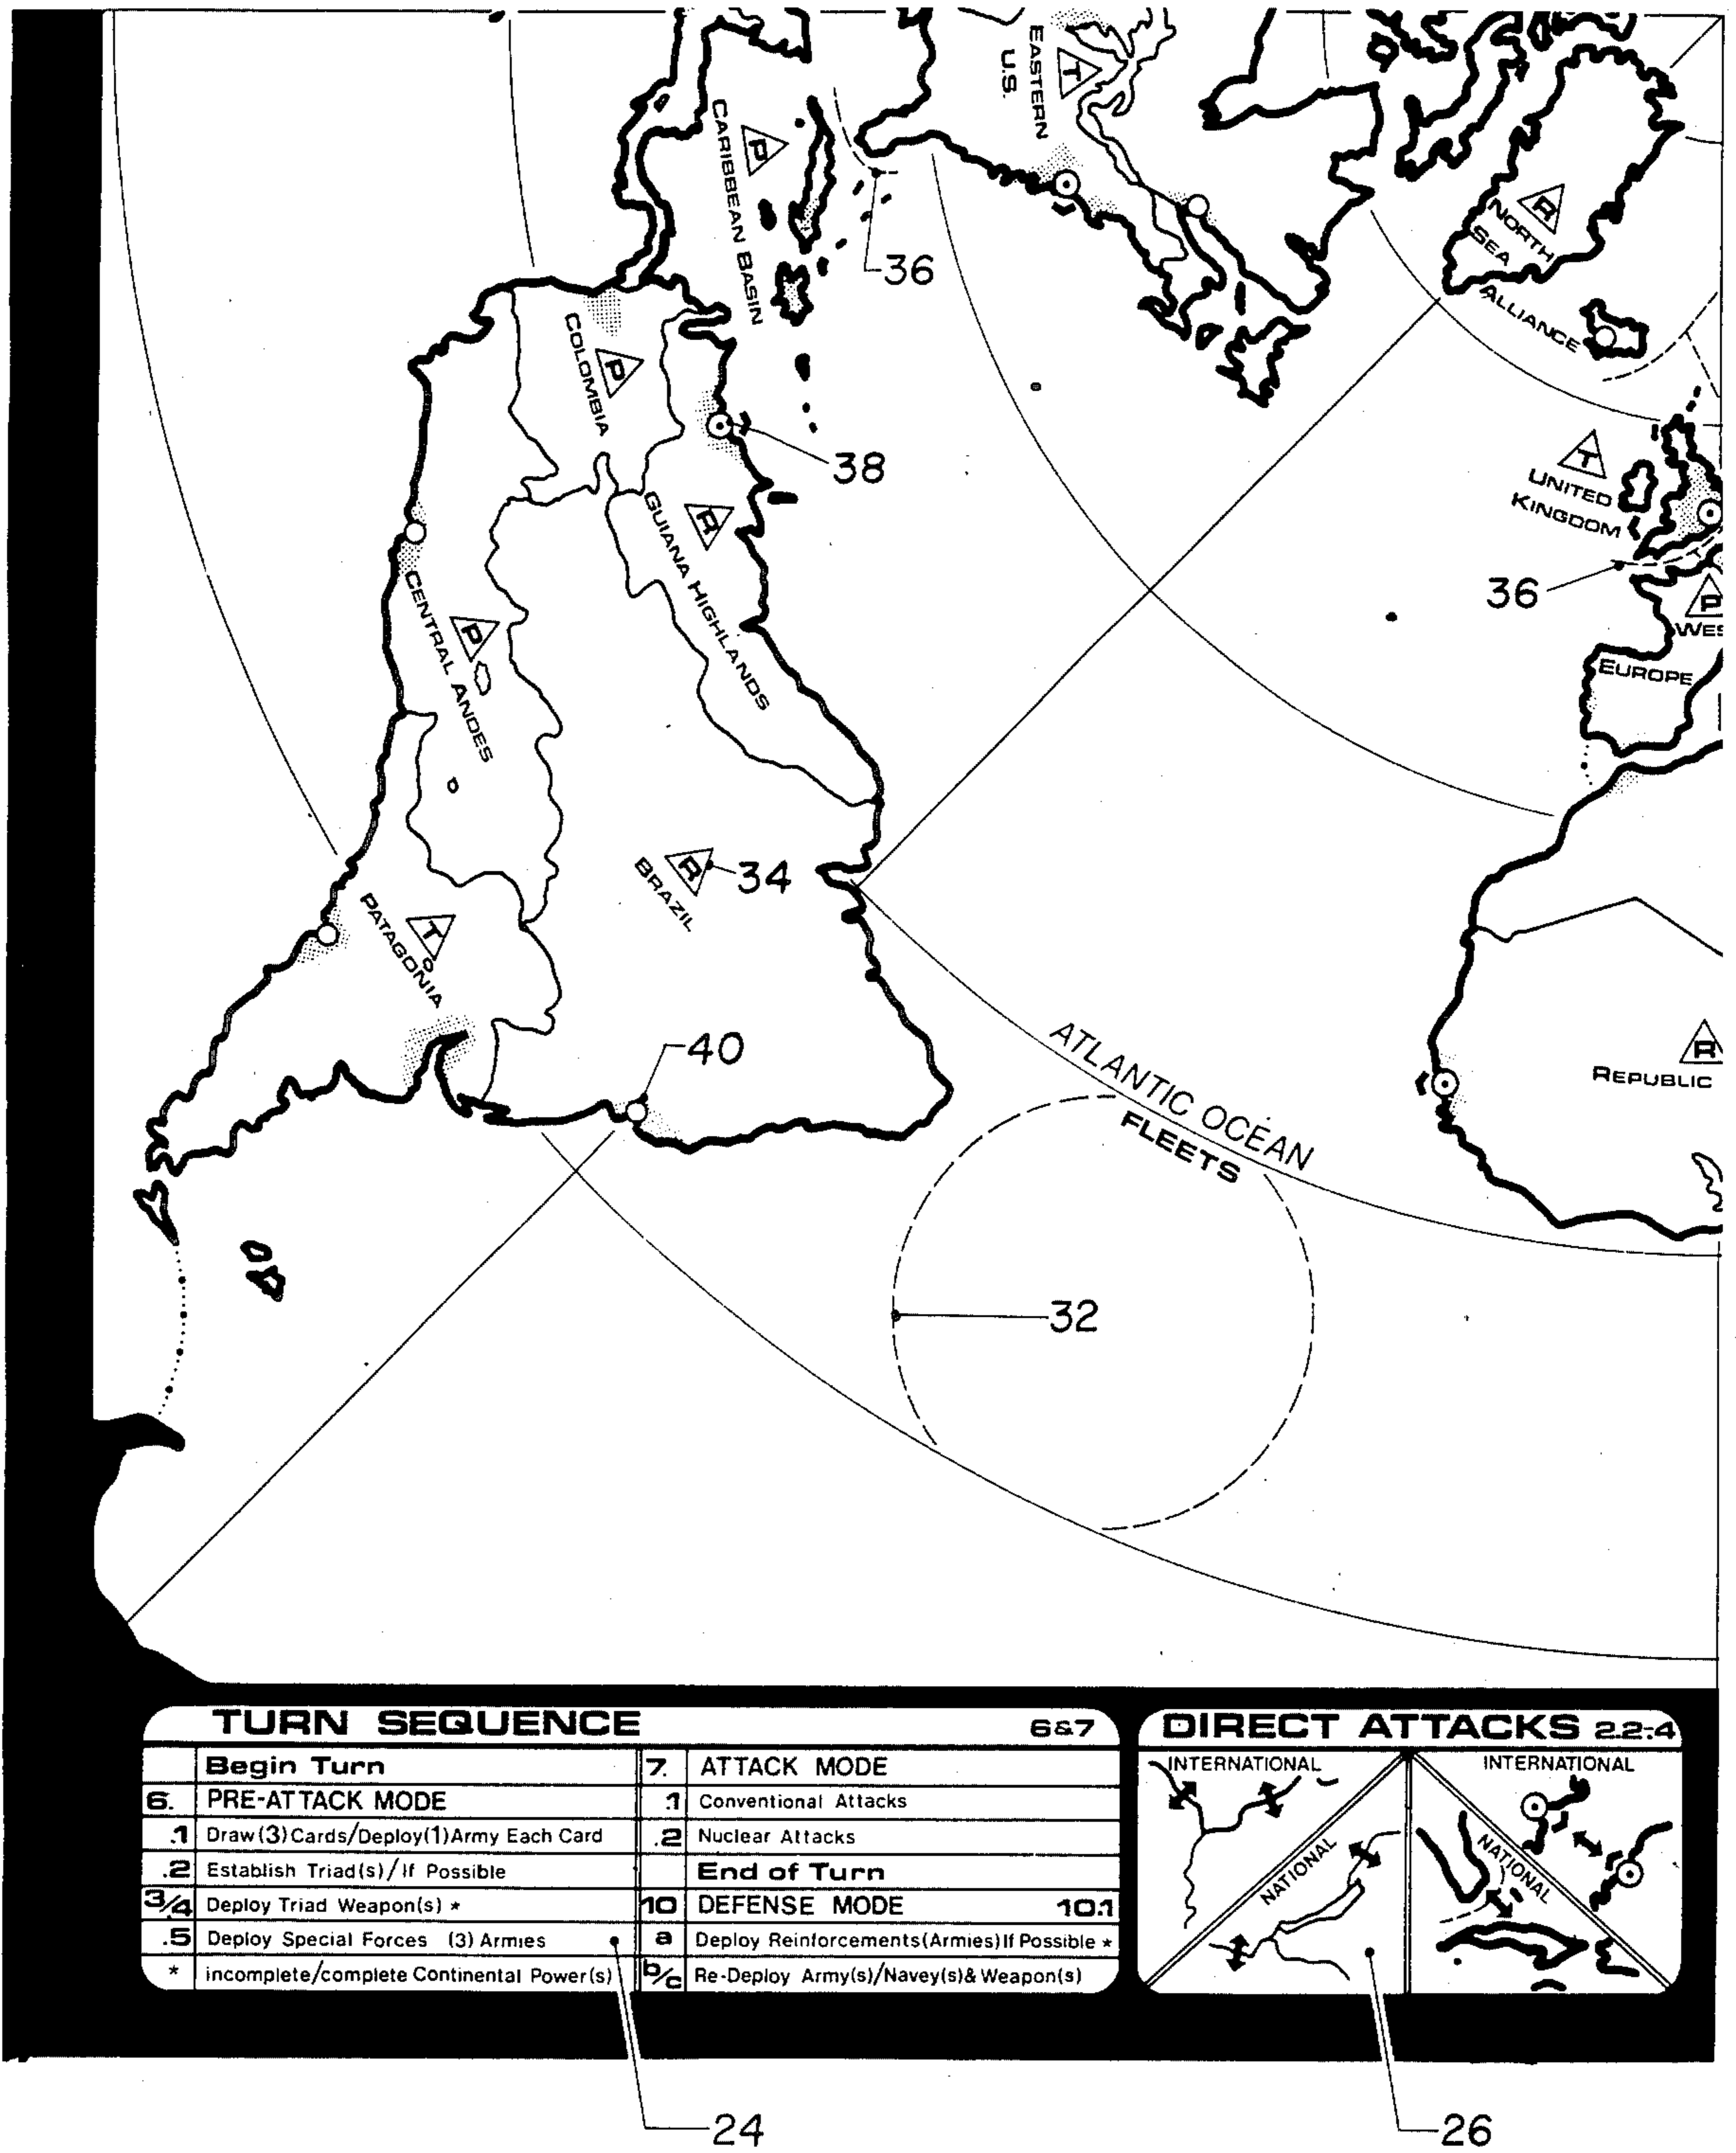 EASTERN
U.S.
T
CARIBBEAN BASIN
P
36
R
NORTH
SEA
ALLIANCE
COLOMBIA
P
38
T
UNITED
KINGDOM
36
P
WES
EUROPE
GUIANA HIGHLANDS
R
CENTRAL ANDES
P
BRAZIL
R
34
PATAGONIA
T
40
ATLANTIC OCEAN
FLEETS
R
REPUBLIC
32
TURN SEQUENCE 6&7
Begin Turn
6. PRE-ATTACK MODE
.1 Draw(3)Cards/Deploy(1)Army Each Card
.2 Establish Triad(s)/If Possible
3/4 Deploy Triad Weapon(s) *
.5 Deploy Special Forces (3) Armies
* incomplete/complete Continental Power(s)
7. ATTACK MODE
.1 Conventional Attacks
.2 Nuclear Attacks
End of Turn
10 DEFENSE MODE 10.1
a Deploy Reinforcements(Armies)If Possible *
b/c Re-Deploy Army(s)/Navey(s)& Weapon(s)
DIRECT ATTACKS 2.2:4
INTERNATIONAL
INTERNATIONAL
NATIONAL
NATIONAL
24
26